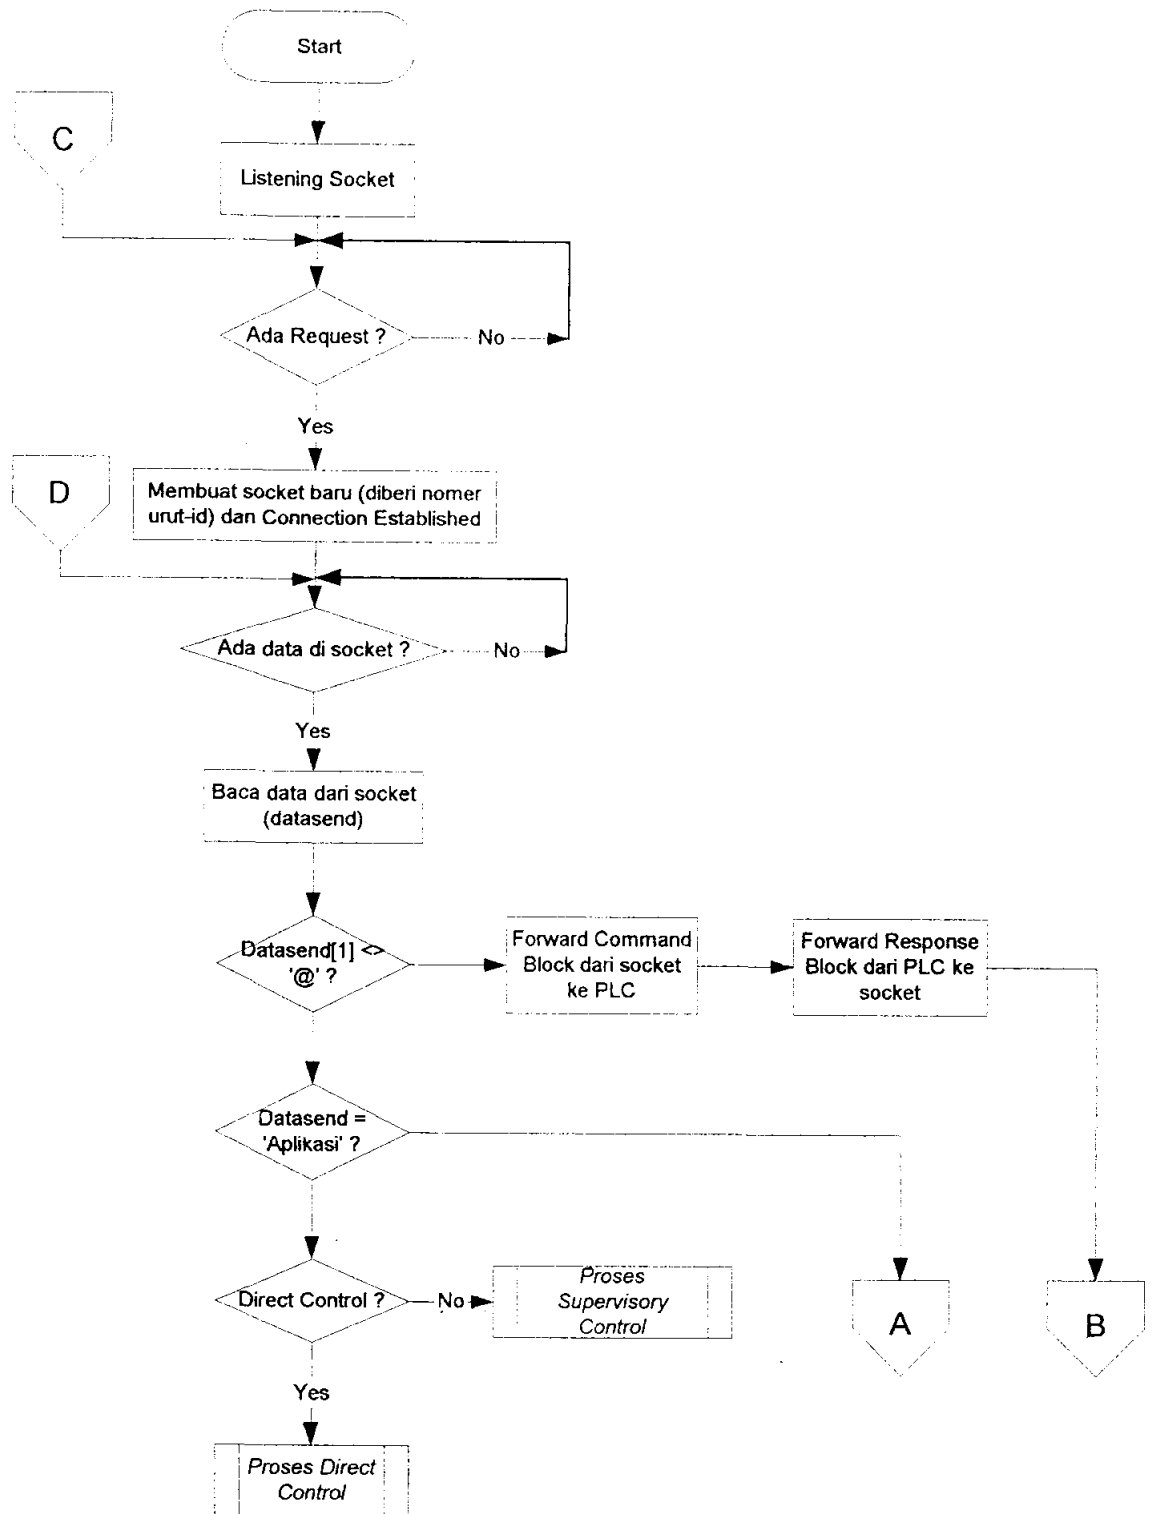 Start
C
Listening Socket
Ada Request ?
No
Yes
D
Membuat socket baru (diberi nomer
urut-id) dan Connection Established
Ada data di socket ?
No
Yes
Baca data dari socket
(datasend)
Datasend[1] <>
'@' ?
Forward Command
Block dari socket
ke PLC
Forward Response
Block dari PLC ke
socket
Datasend =
'Aplikasi' ?
Direct Control ?
No
Proses
Supervisory
Control
A
B
Yes
Proses Direct
Control